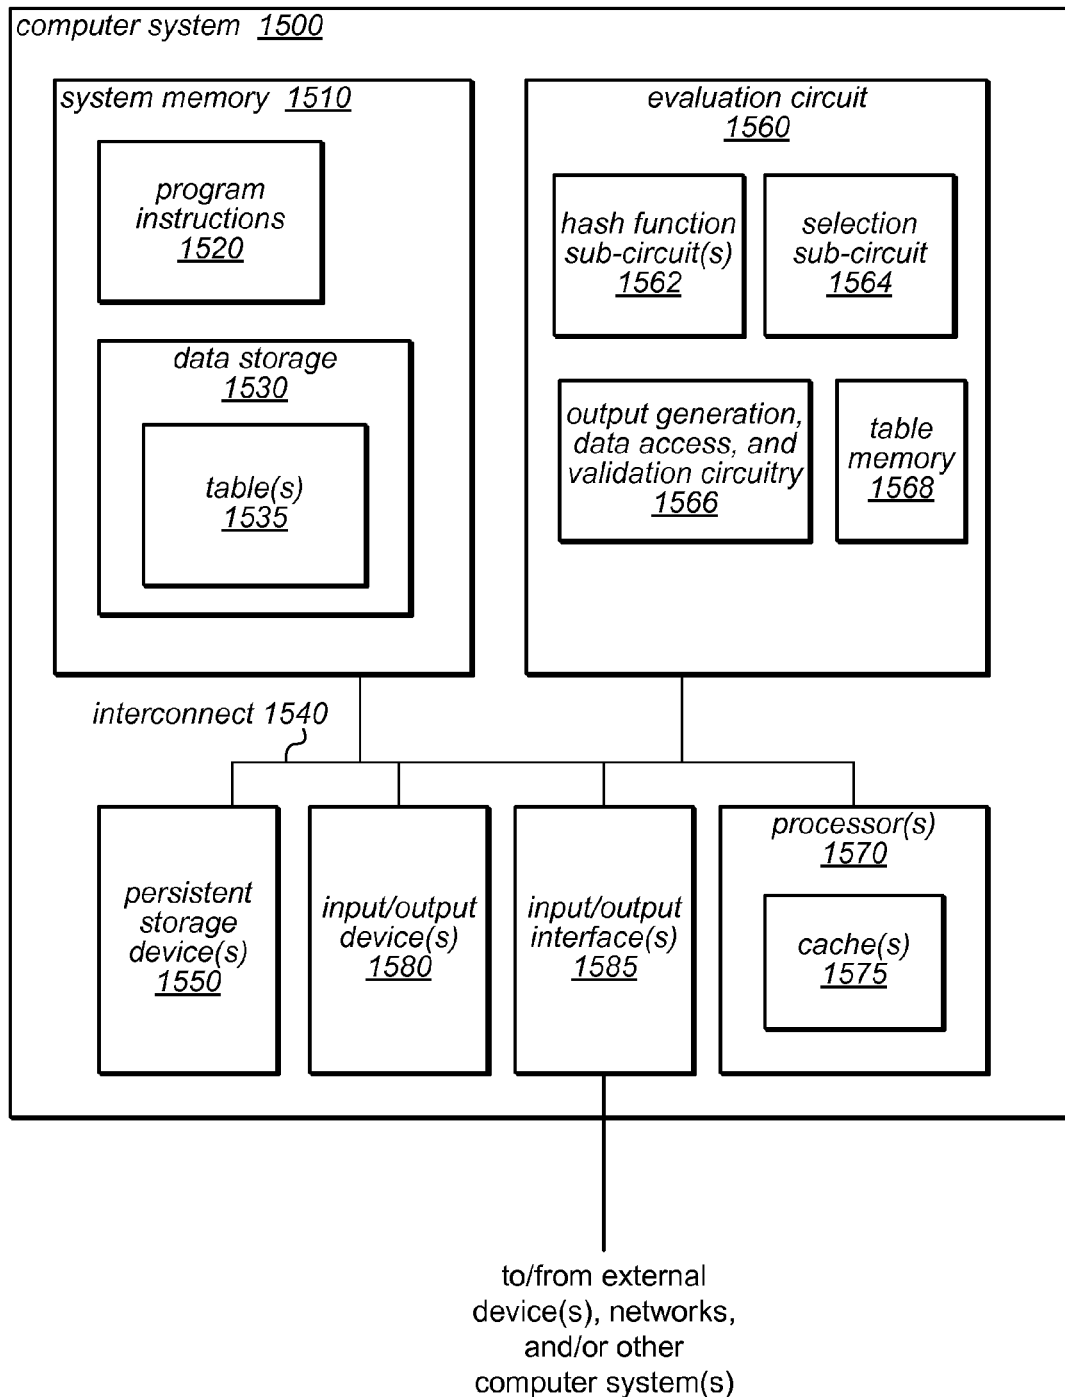 computer system 1500
system memory 1510
program
instructions
1520
data storage
1530
table(s)
1535
evaluation circuit
1560
hash function
sub-circuit(s)
1562
selection
sub-circuit
1564
output generation,
data access, and
validation circuitry
1566
table
memory
1568
interconnect 1540
persistent
storage
device(s)
1550
input/output
device(s)
1580
input/output
interface(s)
1585
processor(s)
1570
cache(s)
1575
to/from external
device(s), networks,
and/or other
computer system(s)